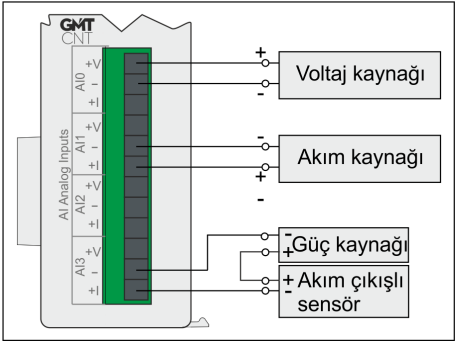 GMT
CNT
AI Analog Inputs
AI0
+V
-
+I
AI1
+V
-
+I
AI2
+V
-
+I
AI3
+V
-
+I
+
-
Voltaj kaynağı
-
+
Akım kaynağı
-
-
+
Güç kaynağı
+
-
Akım çıkışlı
sensör